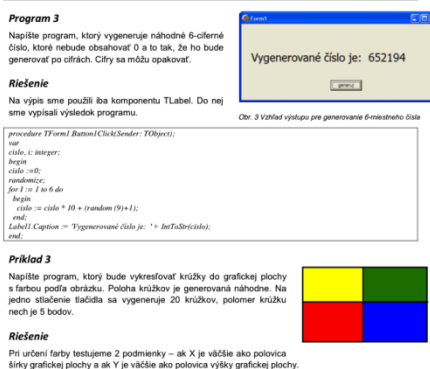 Program 3
Napíšte program, ktorý vygeneruje náhodné 6-ciferné
číslo, ktoré nebude obsahovať 0 a to tak, že ho bude
generovať po cifrách. Cifry sa môžu opakovať.
Riešenie
Na výpis sme použili iba komponentu TLabel. Do nej
sme vypísali výsledok programu.
Form1
Vygenerované číslo je: 652194
generuj
Obr. 3 Vzhľad výstupu pre generovanie 6-miestneho čísla
procedure TForm1.Button1Click(Sender: TObject);
var
cislo, i: integer;
begin
cislo :=0;
randomize;
for I := 1 to 6 do
begin
cislo := cislo * 10 + (random (9)+1);
end;
Label1.Caption := 'Vygenerované číslo je: '+ IntToStr(cislo);
end;
Príklad 3
Napíšte program, ktorý bude vykresľovať krúžky do grafickej plochy
s farbou podľa obrázku. Poloha krúžkov je generovaná náhodne. Na
jedno stlačenie tlačidla sa vygeneruje 20 krúžkov, polomer krúžku
nech je 5 bodov.
Riešenie
Pri určení farby testujeme 2 podmienky – ak X je väčšie ako polovica
šírky grafickej plochy a ak Y je väčšie ako polovica výšky grafickej plochy.